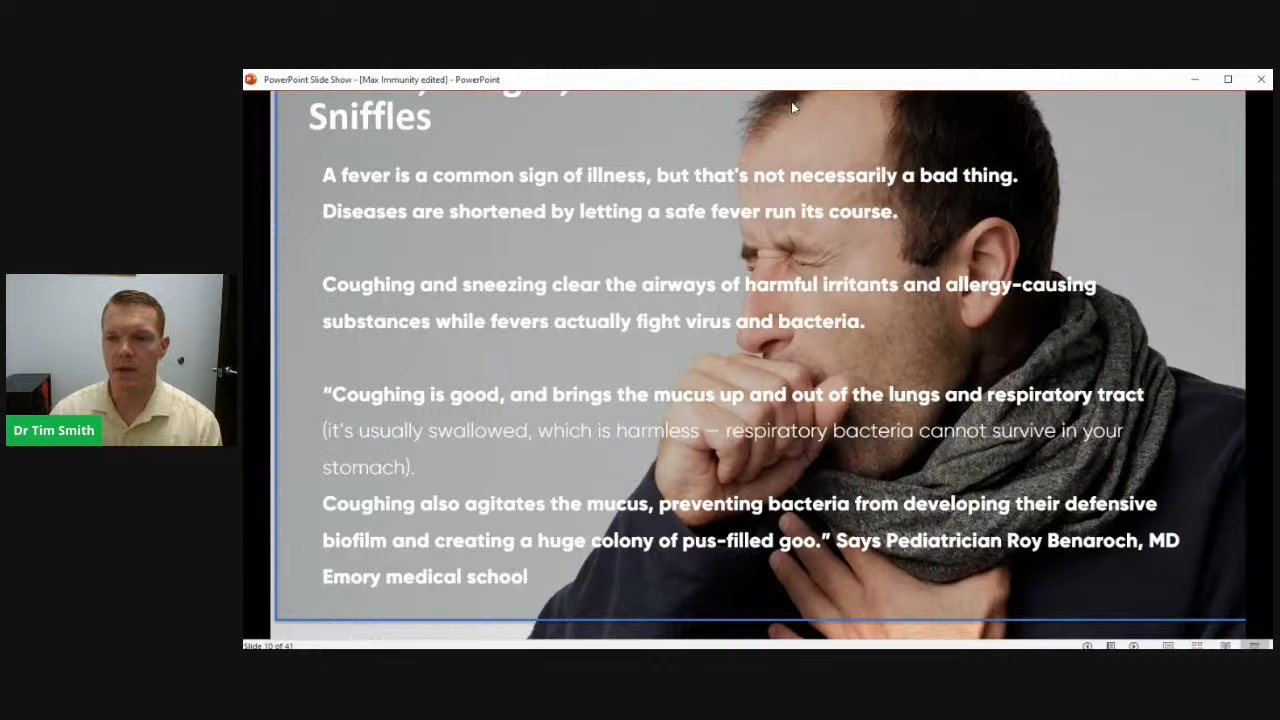 PowerPoint Slide Show - [Max Immunity edited] - PowerPoint
Sniffles
A fever is a common sign of illness, but that's not necessarily a bad thing.
Diseases are shortened by letting a safe fever run its course.
Coughing and sneezing clear the airways of harmful irritants and allergy-causing
substances while fevers actually fight virus and bacteria.
“Coughing is good, and brings the mucus up and out of the lungs and respiratory tract
(it’s usually swallowed, which is harmless — respiratory bacteria cannot survive in your
stomach).
Coughing also agitates the mucus, preventing bacteria from developing their defensive
biofilm and creating a huge colony of pus-filled goo.” Says Pediatrician Roy Benaroch, MD
Emory medical school
Dr Tim Smith
Slide 10 of 41